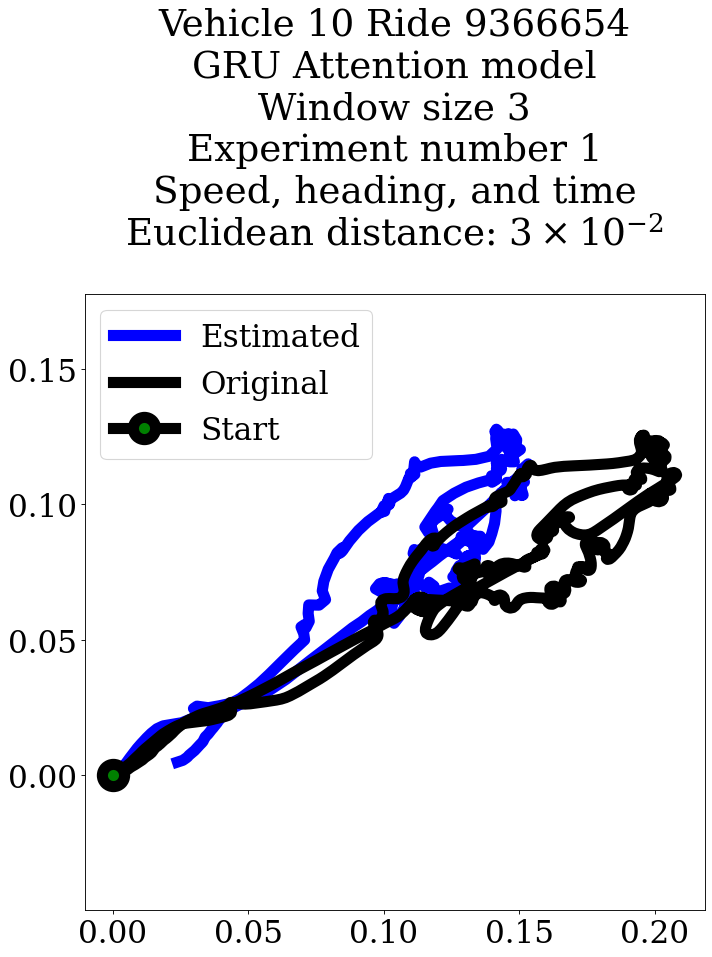 Vehicle 10 Ride 9366654
GRU Attention model
Window size 3
Experiment number 1
Speed, heading, and time
Euclidean distance: 3 × 10⁻²
Estimated
Original
Start
0.15
0.10
0.05
0.00
0.00 0.05 0.10 0.15 0.20